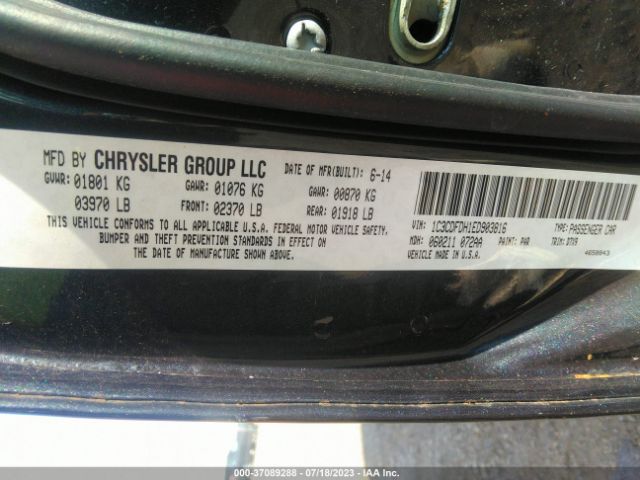 MFD BY CHRYSLER GROUP LLC DATE OF MFR(BUILT): 6-14
GVWR: 01801 KG GAWR: 01076 KG GAWR: 00870 KG
03970 LB FRONT: 02370 LB REAR: 01918 LB
THIS VEHICLE CONFORMS TO ALL APPLICABLE U.S.A. FEDERAL MOTOR VEHICLE SAFETY,
BUMPER AND THEFT PREVENTION STANDARDS IN EFFECT ON
THE DATE OF MANUFACTURE SHOWN ABOVE.
VIN: 1C3CDFDH1ED903816 TYPE: PASSENGER CAR
MDH: 060211 072AA PAINT: PAR TRIM: D7X9
VEHICLE MADE IN U.S.A. 4650943
000-37089288 - 07/18/2023 - IAA Inc.